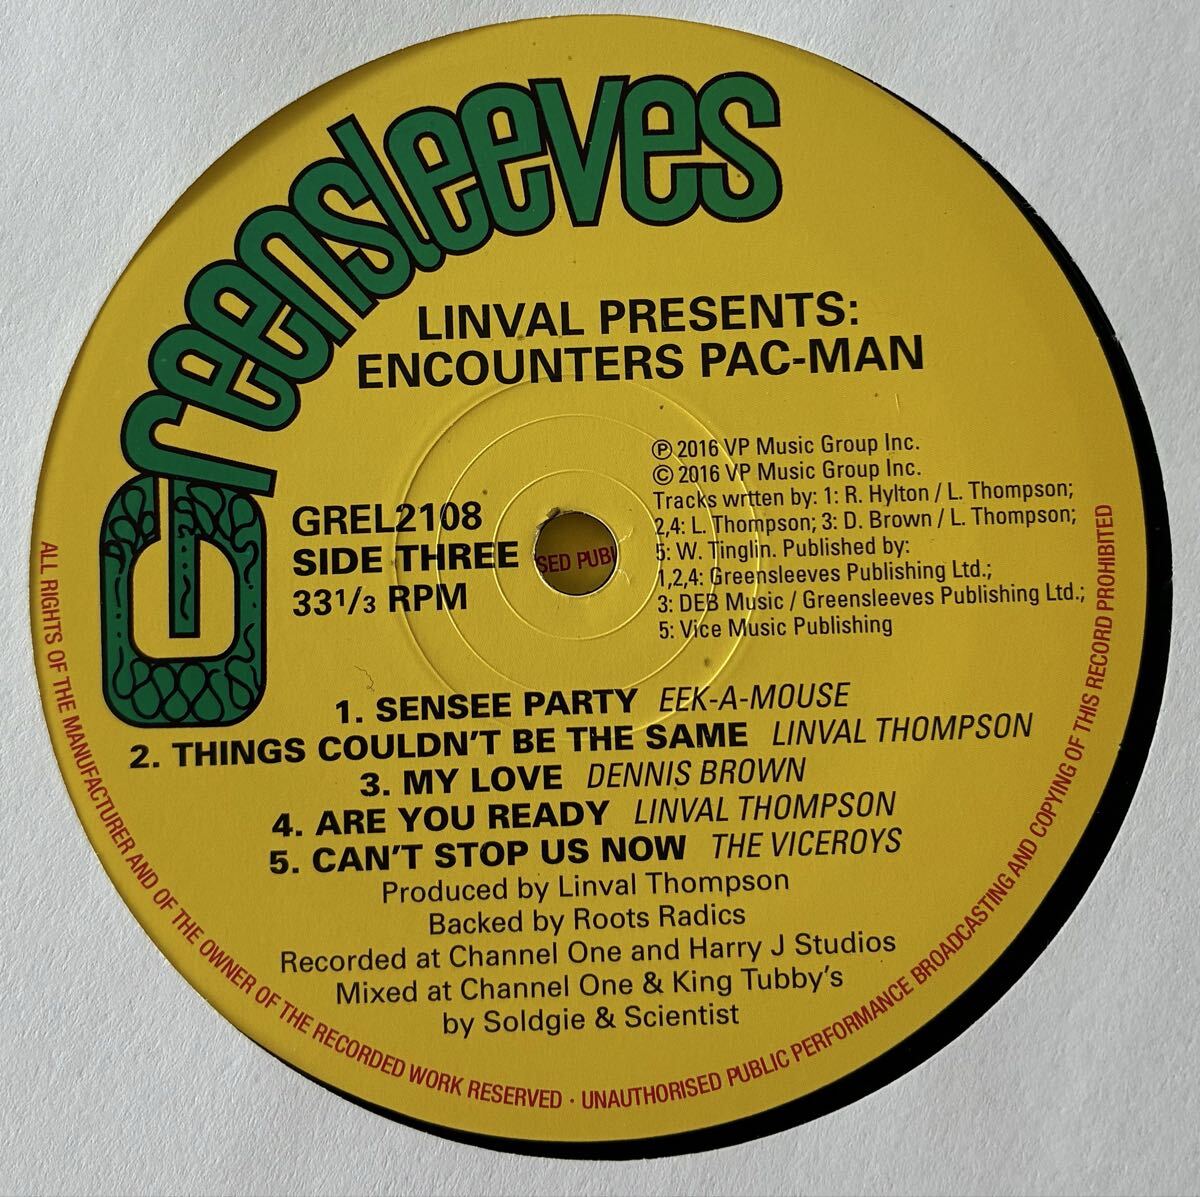 Greensleeves
LINVAL PRESENTS:
ENCOUNTERS PAC-MAN
℗ 2016 VP Music Group Inc.
© 2016 VP Music Group Inc.
Tracks wrtten by: 1: R. Hylton / L. Thompson;
2,4: L. Thompson; 3: D. Brown / L. Thompson;
5: W. Tinglin. Published by:
1,2,4: Greensleeves Publishing Ltd.;
3: DEB Music / Greensleeves Publishing Ltd.;
5: Vice Music Publishing
GREL2108
SIDE THREE
33 1/3 RPM
SED PUBL
1. SENSEE PARTY EEK-A-MOUSE
2. THINGS COULDN'T BE THE SAME LINVAL THOMPSON
3. MY LOVE DENNIS BROWN
4. ARE YOU READY LINVAL THOMPSON
5. CAN'T STOP US NOW THE VICEROYS
Produced by Linval Thompson
Backed by Roots Radics
Recorded at Channel One and Harry J Studios
Mixed at Channel One & King Tubby's
by Soldgie & Scientist
ALL RIGHTS OF THE MANUFACTURER AND OF THE OWNER OF THE RECORDED WORK RESERVED · UNAUTHORISED PUBLIC PERFORMANCE BROADCASTING AND COPYING OF THIS RECORD PROHIBITED